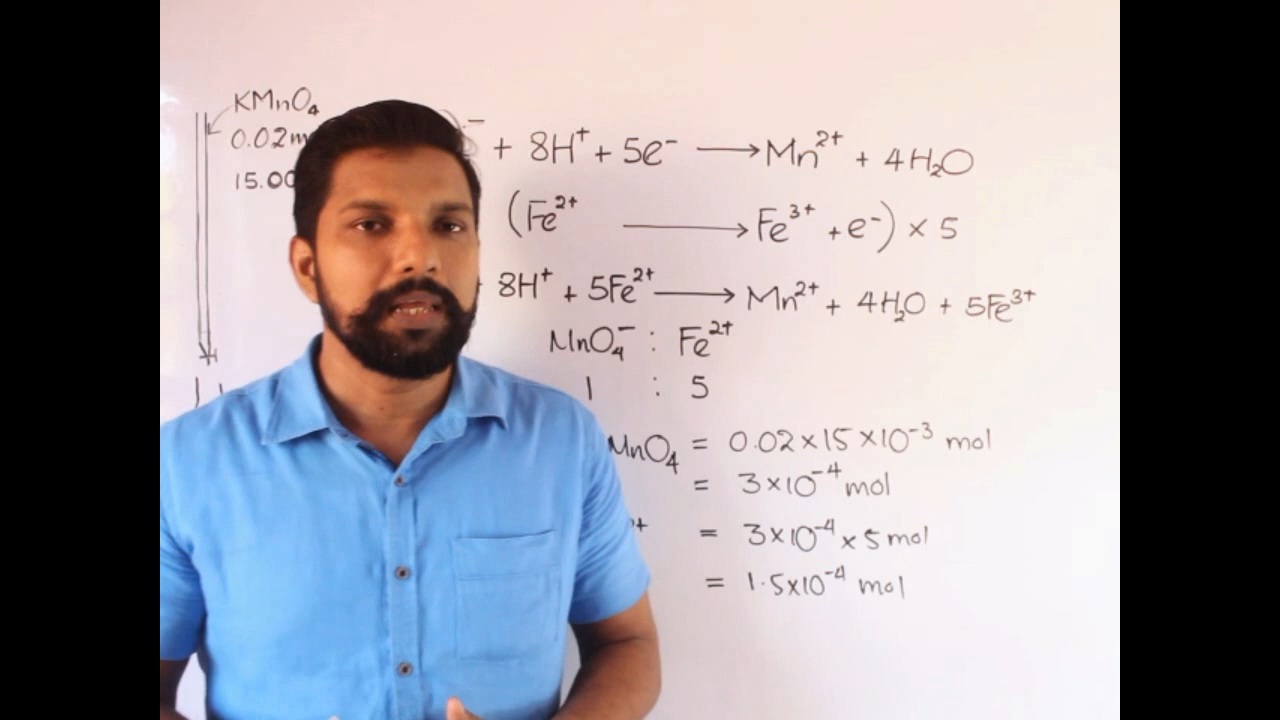 KMnO₄
0.02
15.00
⁻ + 8H⁺ + 5e⁻ ⟶ Mn²⁺ + 4H₂O
(Fe²⁺ ⟶ Fe³⁺ + e⁻) × 5
+ 8H⁺ + 5Fe²⁺ ⟶ Mn²⁺ + 4H₂O + 5Fe³⁺
MnO₄⁻ : Fe²⁺
1 : 5
MnO₄ = 0.02×15×10⁻³ mol
= 3×10⁻⁴ mol
= 3×10⁻⁴ × 5 mol
= 1.5×10⁻⁴ mol